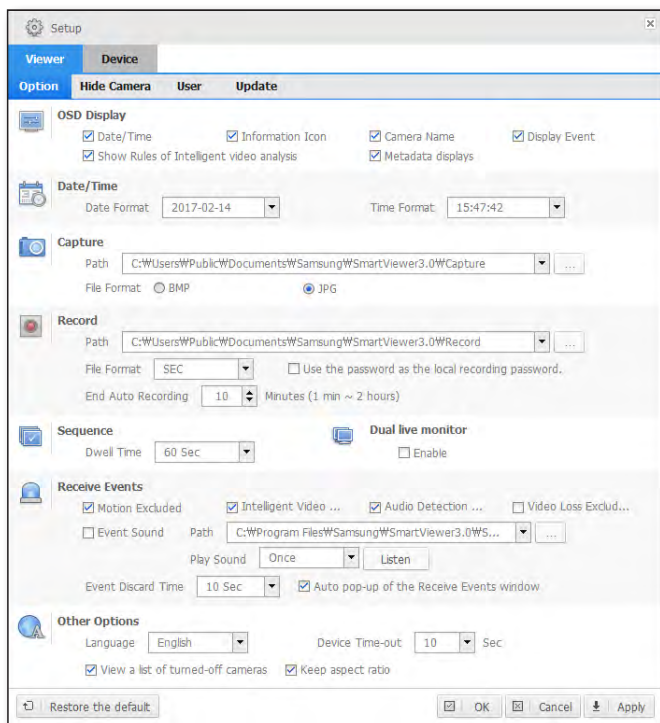 Setup
Viewer Device
Option Hide Camera User Update
OSD Display
Date/Time Information Icon Camera Name Display Event
Show Rules of Intelligent video analysis Metadata displays
Date/Time
Date Format 2017-02-14 Time Format 15:47:42
Capture
Path C:₩Users₩Public₩Documents₩Samsung₩SmartViewer3.0₩Capture ...
File Format BMP JPG
Record
Path C:₩Users₩Public₩Documents₩Samsung₩SmartViewer3.0₩Record ...
File Format SEC Use the password as the local recording password.
End Auto Recording 10 Minutes (1 min ~ 2 hours)
Sequence Dual live monitor
Dwell Time 60 Sec Enable
Receive Events
Motion Excluded Intelligent Video ... Audio Detection ... Video Loss Exclud...
Event Sound Path C:₩Program Files₩Samsung₩SmartViewer3.0₩S... ...
Play Sound Once Listen
Event Discard Time 10 Sec Auto pop-up of the Receive Events window
Other Options
Language English Device Time-out 10 Sec
View a list of turned-off cameras Keep aspect ratio
Restore the default OK Cancel Apply